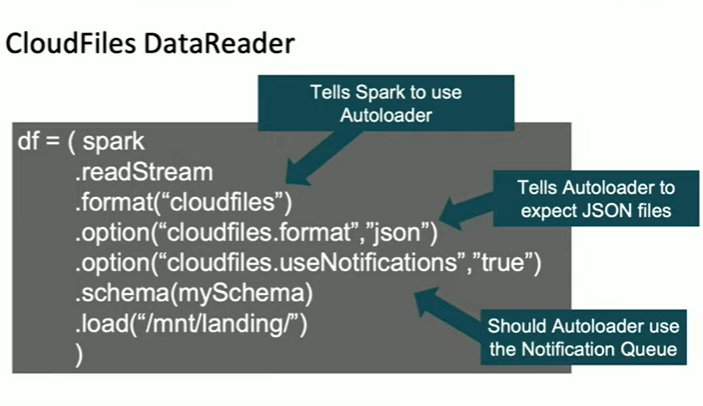 CloudFiles DataReader
Tells Spark to use
Autoloader
df = ( spark
.readStream
.format(“cloudfiles”)
.option(“cloudfiles.format”,”json”)
.option(“cloudfiles.useNotifications”,”true”)
.schema(mySchema)
.load(“/mnt/landing/”)
)
Tells Autoloader to
expect JSON files
Should Autoloader use
the Notification Queue